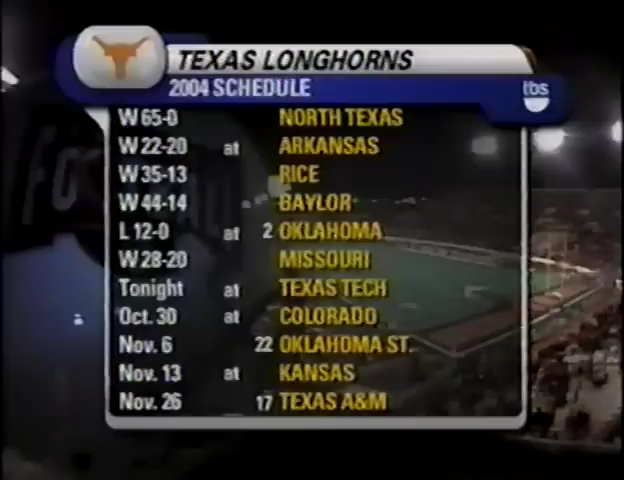 TEXAS LONGHORNS
2004 SCHEDULE
tbs
W 65-0 NORTH TEXAS
W 22-20 at ARKANSAS
W 35-13 RICE
W 44-14 BAYLOR
L 12-0 at 2 OKLAHOMA
W 28-20 MISSOURI
Tonight at TEXAS TECH
Oct. 30 at COLORADO
Nov. 6 22 OKLAHOMA ST.
Nov. 13 at KANSAS
Nov. 26 17 TEXAS A&M